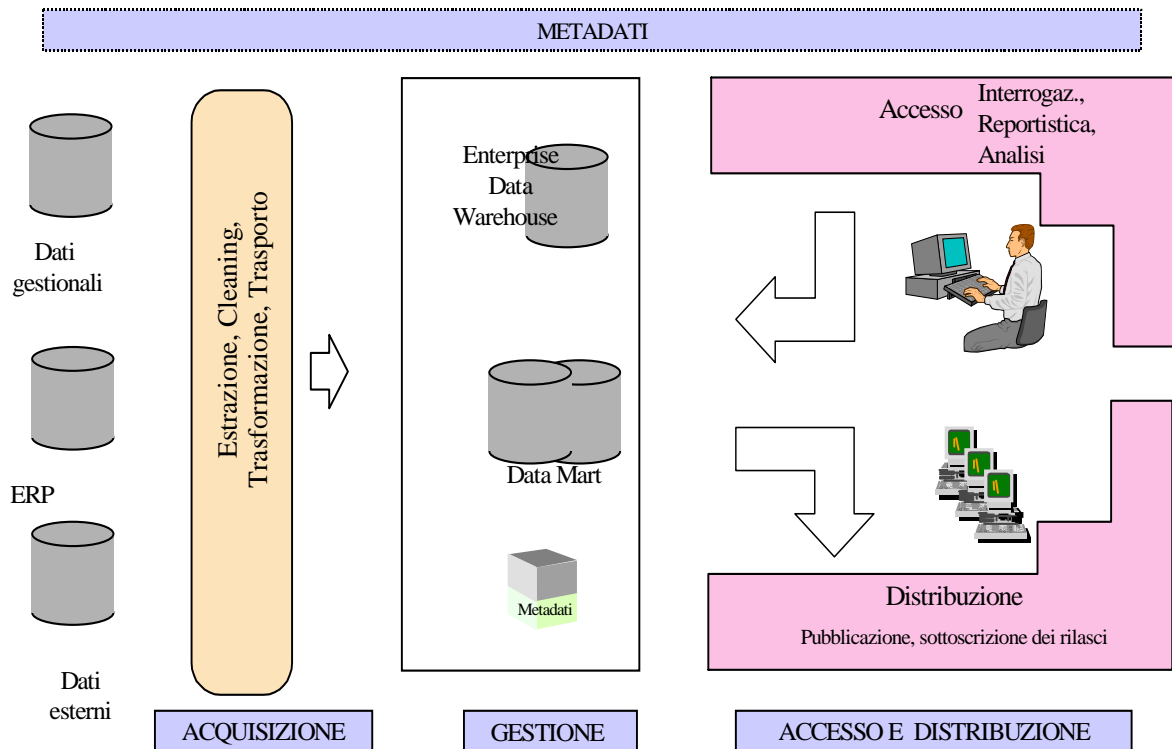 METADATI
Dati
gestionali
ERP
Dati
esterni
Estrazione, Cleaning,
Trasformazione, Trasporto
Enterprise
Data
Warehouse
Data Mart
Metadati
Accesso
Interrogaz.,
Reportistica,
Analisi
Distribuzione
Pubblicazione, sottoscrizione dei rilasci
ACQUISIZIONE
GESTIONE
ACCESSO E DISTRIBUZIONE